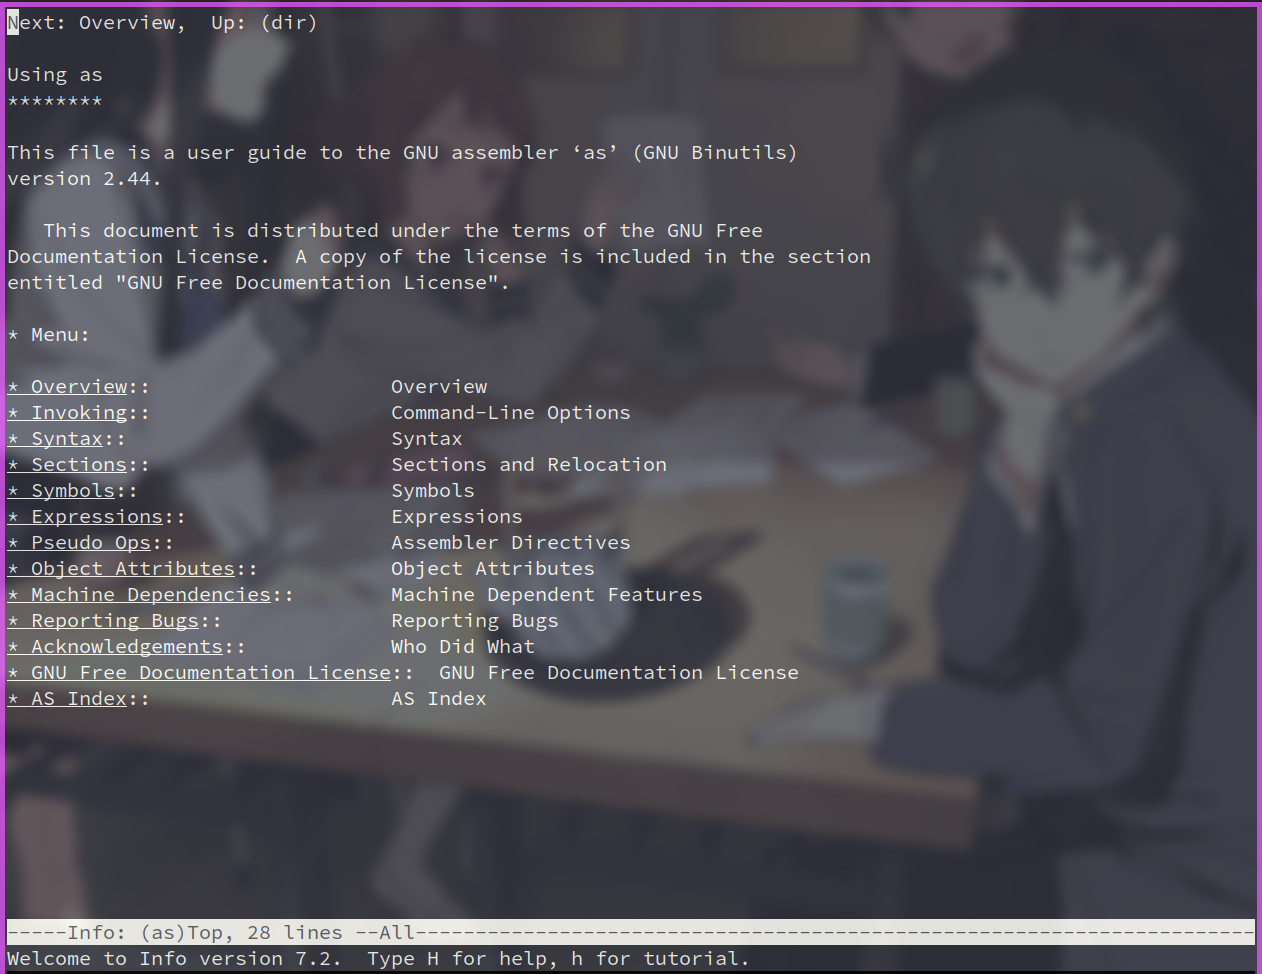 Next: Overview,  Up: (dir)
Using as
********
This file is a user guide to the GNU assembler ‘as’ (GNU Binutils)
version 2.44.
   This document is distributed under the terms of the GNU Free
Documentation License.  A copy of the license is included in the section
entitled "GNU Free Documentation License".
* Menu:
* Overview::                    Overview
* Invoking::                    Command-Line Options
* Syntax::                      Syntax
* Sections::                    Sections and Relocation
* Symbols::                     Symbols
* Expressions::                 Expressions
* Pseudo Ops::                  Assembler Directives
* Object Attributes::           Object Attributes
* Machine Dependencies::        Machine Dependent Features
* Reporting Bugs::              Reporting Bugs
* Acknowledgements::            Who Did What
* GNU Free Documentation License::  GNU Free Documentation License
* AS Index::                    AS Index
-----Info: (as)Top, 28 lines --All----------------------------------------------------------------------
Welcome to Info version 7.2.  Type H for help, h for tutorial.